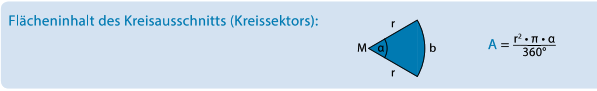 Flächeninhalt des Kreisausschnitts (Kreissektors):
r
M α b
r
A = r² • π • α / 360°